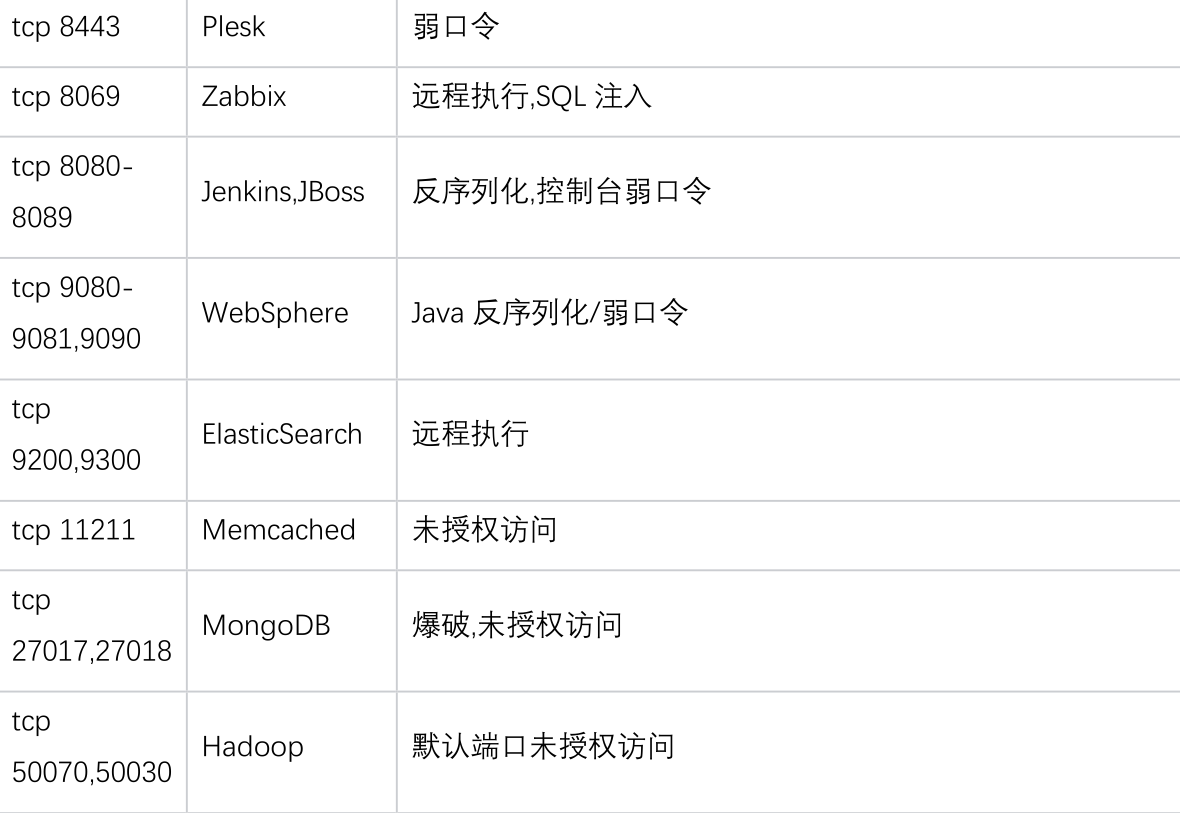 tcp 8443 Plesk 弱口令
tcp 8069 Zabbix 远程执行,SQL 注入
tcp 8080-
8089
Jenkins,JBoss 反序列化,控制台弱口令
tcp 9080-
9081,9090
WebSphere Java 反序列化/弱口令
tcp
9200,9300
ElasticSearch 远程执行
tcp 11211 Memcached 未授权访问
tcp
27017,27018
MongoDB 爆破,未授权访问
tcp
50070,50030
Hadoop 默认端口未授权访问